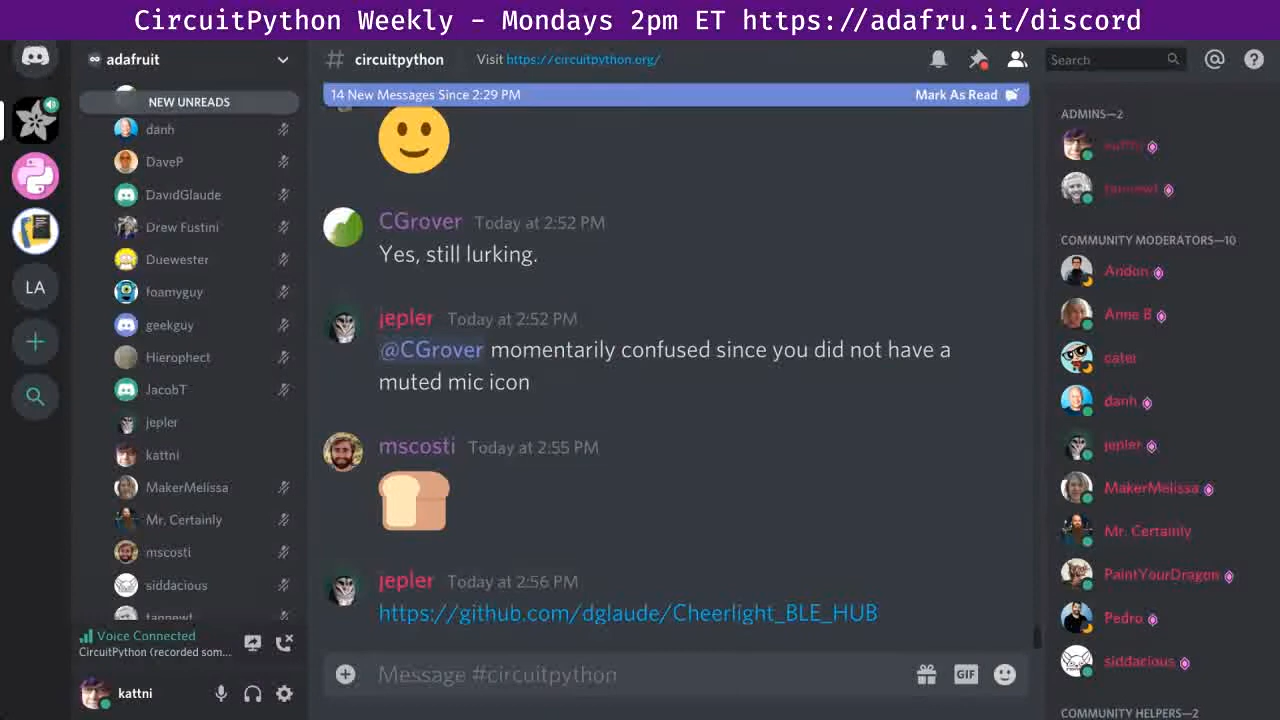 CircuitPython Weekly - Mondays 2pm ET https://adafru.it/discord
adafruit
NEW UNREADS
danh
DaveP
DavidGlaude
Drew Fustini
Duewester
foamyguy
geekguy
Hierophect
JacobT
jepler
kattni
MakerMelissa
Mr. Certainly
mscosti
siddacious
tannewt
Voice Connected
CircuitPython (recorded som...
kattni
LA
# circuitpython
Visit https://circuitpython.org/
Search
14 New Messages Since 2:29 PM
Mark As Read
CGrover Today at 2:52 PM
Yes, still lurking.
jepler Today at 2:52 PM
@CGrover momentarily confused since you did not have a
muted mic icon
mscosti Today at 2:55 PM
jepler Today at 2:56 PM
https://github.com/dglaude/Cheerlight_BLE_HUB
Message #circuitpython
GIF
ADMINS—2
kattni
tannewt
COMMUNITY MODERATORS—10
Andon
Anne B
cater
danh
jepler
MakerMelissa
Mr. Certainly
PaintYourDragon
Pedro
siddacious
COMMUNITY HELPERS—2